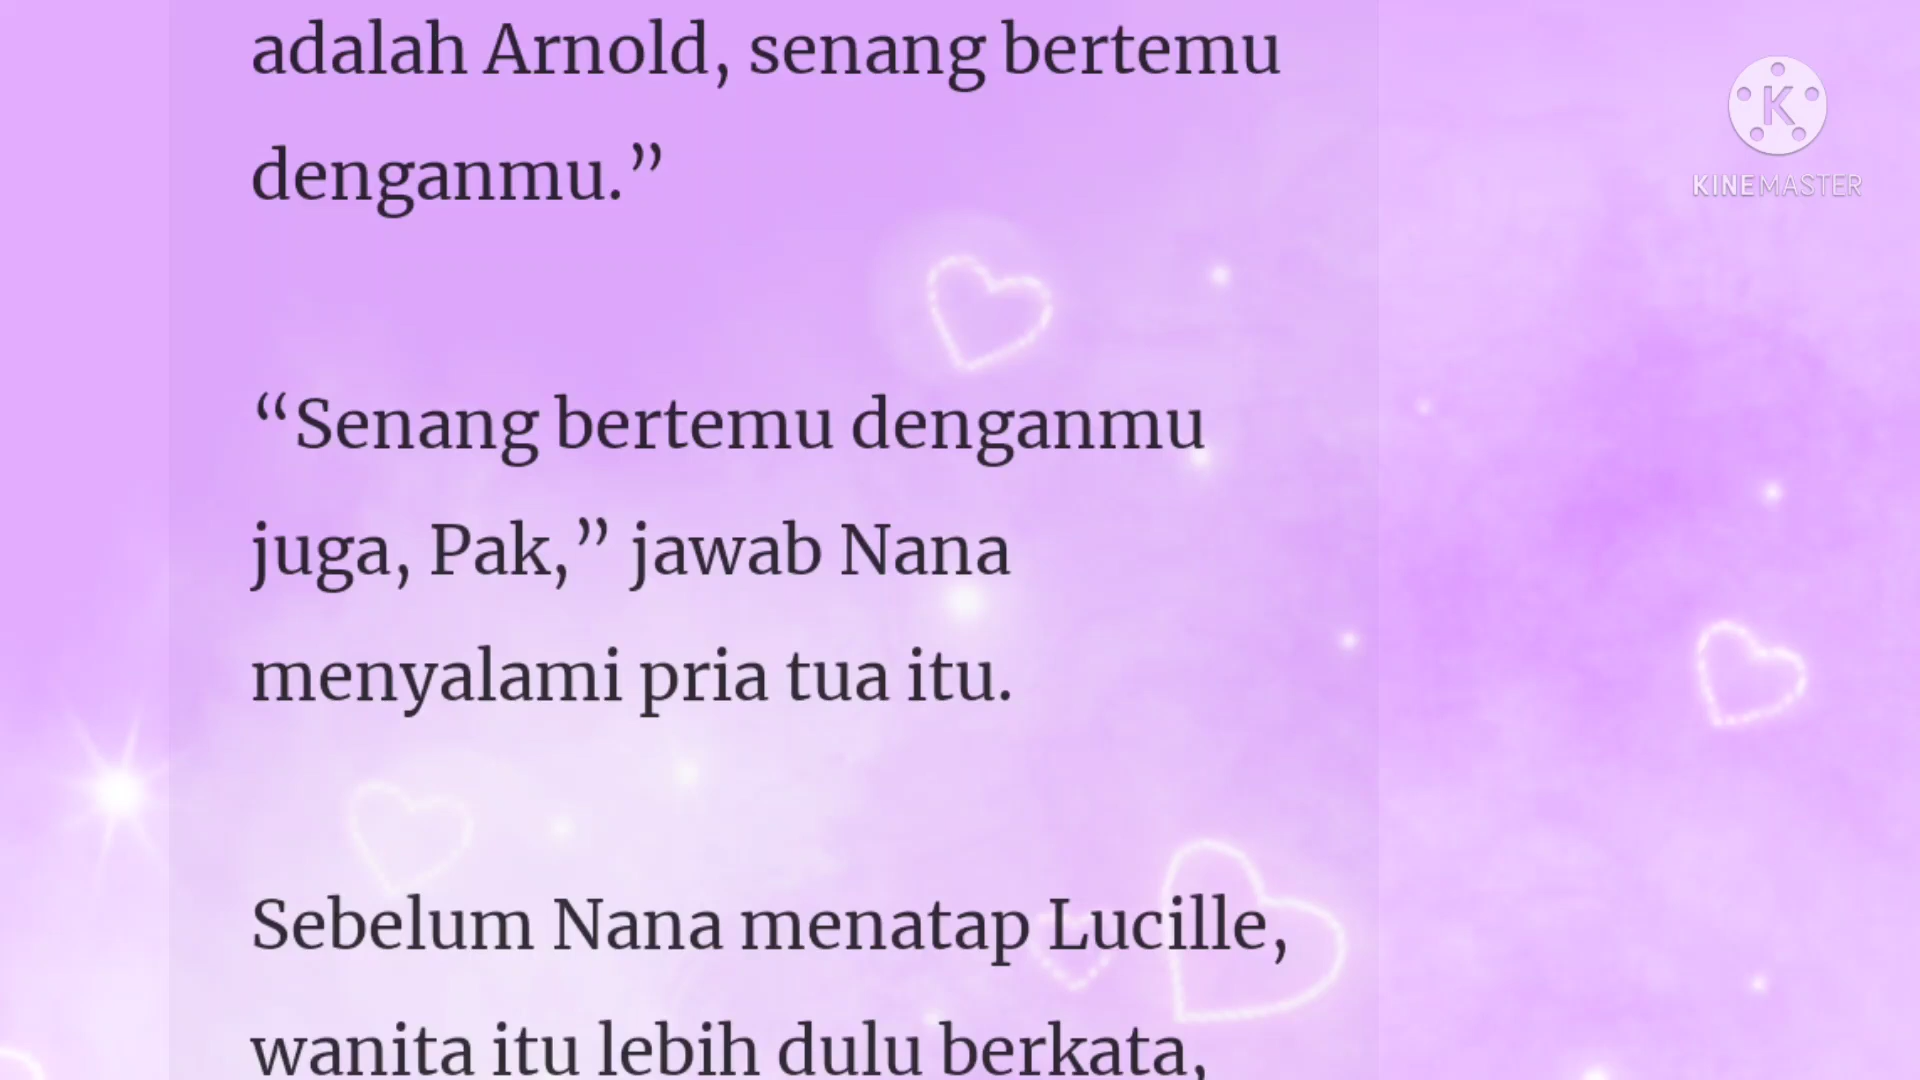 adalah Arnold, senang bertemu
denganmu.”
“Senang bertemu denganmu
juga, Pak,” jawab Nana
menyalami pria tua itu.
Sebelum Nana menatap Lucille,
wanita itu lebih dulu berkata,
K
KINEMASTER